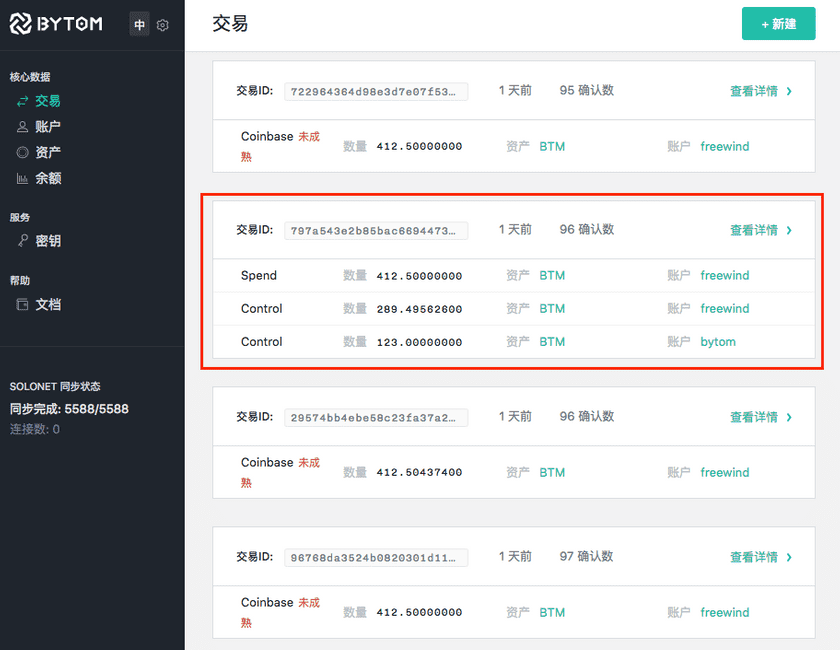 BYTOM 中
核心数据
交易
账户
资产
余额
服务
密钥
帮助
文档
SOLONET 同步状态
同步完成: 5588/5588
连接数: 0
交易
+ 新建
交易ID: 722964364d98e3d7e07f53… 1 天前 95 确认数 查看详情
Coinbase 未成熟 数量 412.50000000 资产 BTM 账户 freewind
交易ID: 797a543e2b85bac6694473… 1 天前 96 确认数 查看详情
Spend 数量 412.50000000 资产 BTM 账户 freewind
Control 数量 289.49562600 资产 BTM 账户 freewind
Control 数量 123.00000000 资产 BTM 账户 bytom
交易ID: 29574bb4ebe58c23fa37a2… 1 天前 96 确认数 查看详情
Coinbase 未成熟 数量 412.50437400 资产 BTM 账户 freewind
交易ID: 96768da3524b0820301d11… 1 天前 97 确认数 查看详情
Coinbase 未成熟 数量 412.50000000 资产 BTM 账户 freewind